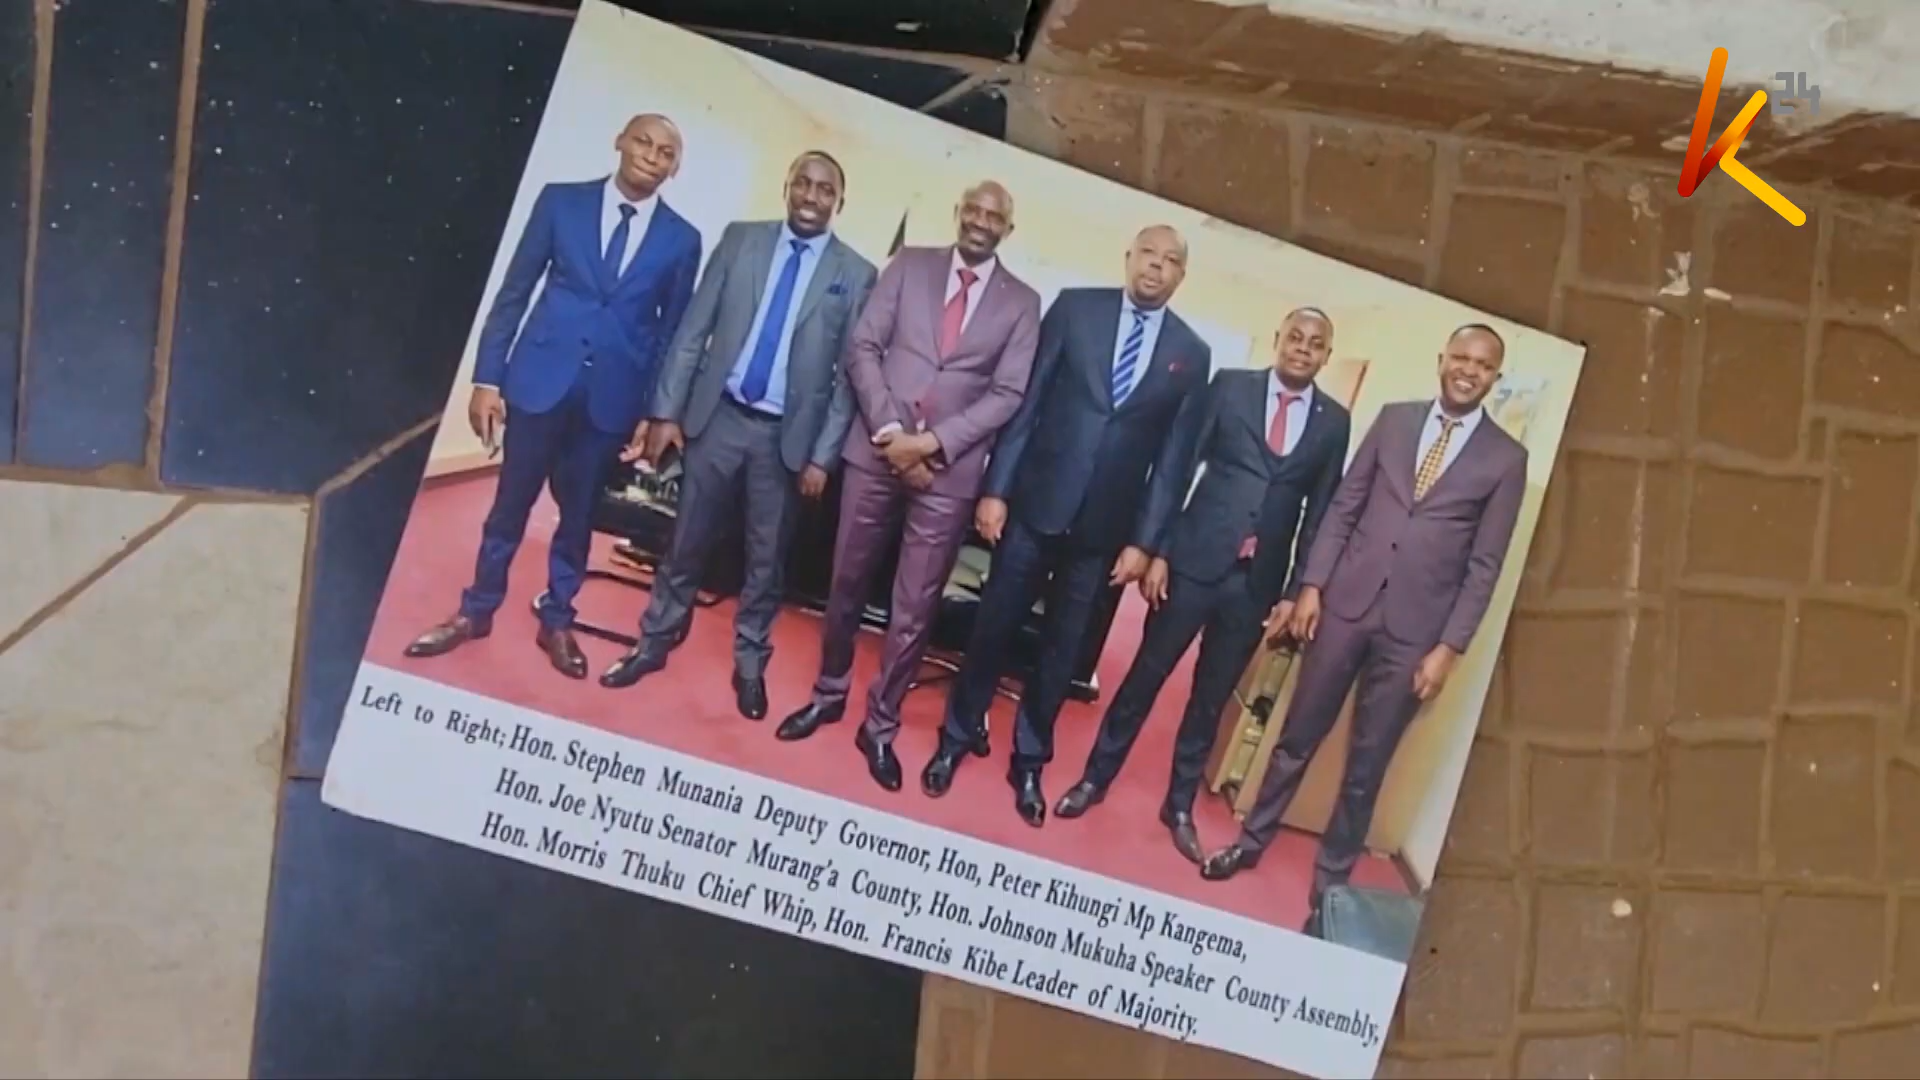 24
Left to Right; Hon. Stephen Munania Deputy Governor, Hon, Peter Kihungi Mp Kangema,
Hon. Joe Nyutu Senator Murang'a County, Hon. Johnson Mukuha Speaker County Assembly,
Hon. Morris Thuku Chief Whip, Hon. Francis Kibe Leader of Majority.